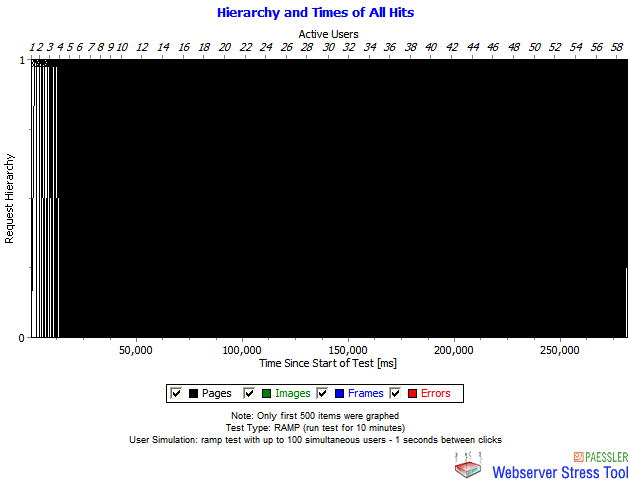 Hierarchy and Times of All Hits
Active Users
1 2 3 4 5 6 7 8 9 10 12 14 16 18 20 22 24 26 28 30 32 34 36 38 40 42 44 46 48 50 52 54 56 58
1
Request Hierarchy
0
50,000 100,000 150,000 200,000 250,000
Time Since Start of Test [ms]
Pages Images Frames Errors
Note: Only first 500 items were graphed
Test Type: RAMP (run test for 10 minutes)
User Simulation: ramp test with up to 100 simultaneous users - 1 seconds between clicks
PAESSLER
Webserver Stress Tool